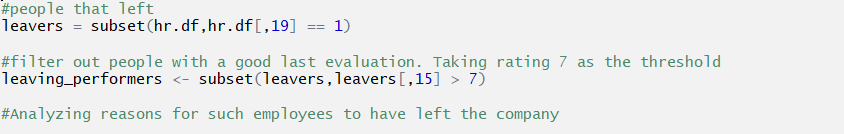 #people that left
leavers = subset(hr.df,hr.df[,19] == 1)
#filter out people with a good last evaluation. Taking rating 7 as the threshold
leaving_performers <- subset(leavers,leavers[,15] > 7)
#Analyzing reasons for such employees to have left the company